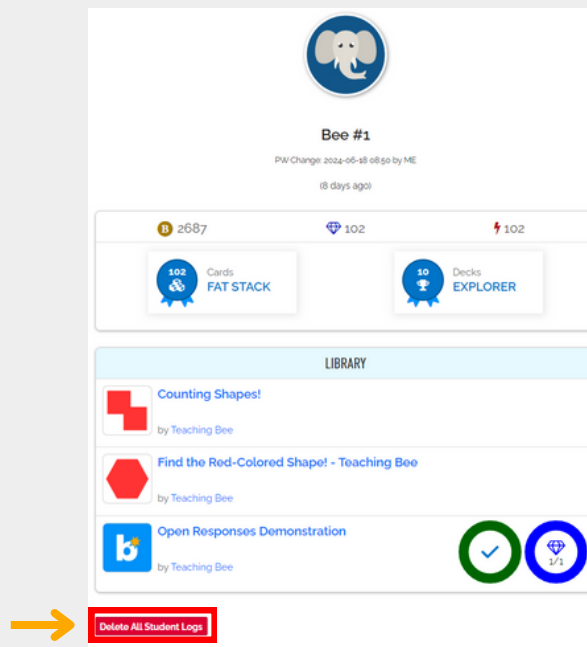 Bee #1
PW Change: 2024-06-18 08:50 by ME
(8 days ago)
B 2687 102 102
102 Cards 10 Decks
FAT STACK EXPLORER
LIBRARY
Counting Shapes!
by Teaching Bee
Find the Red-Colored Shape! - Teaching Bee
by Teaching Bee
b Open Responses Demonstration
1/1
by Teaching Bee
Delete All Student Logs